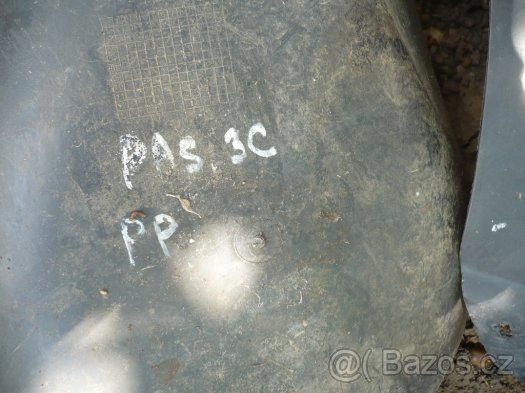 PAS. 3C
PP
@( Bazos.cz